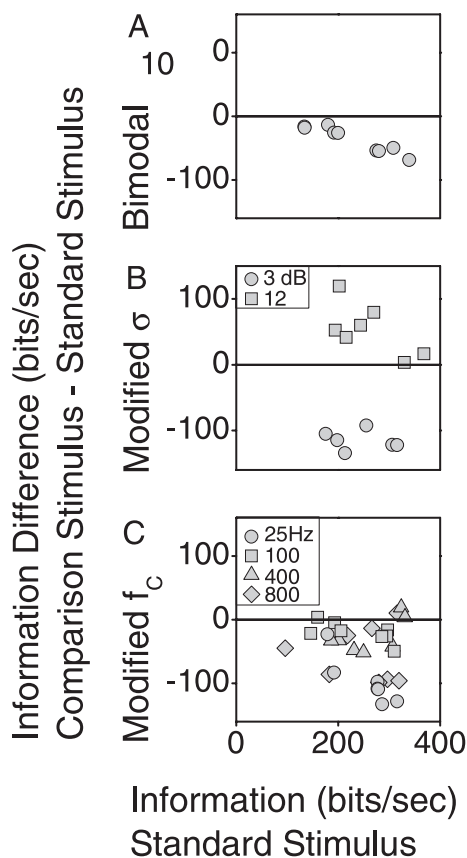 Information Difference (bits/sec)
Comparison Stimulus - Standard Stimulus
A
10
0
0
-100
Bimodal
B
3 dB
12
100
0
-100
Modified σ
C
25Hz
100
400
800
100
0
-100
Modified fC
0
200
400
Information (bits/sec)
Standard Stimulus